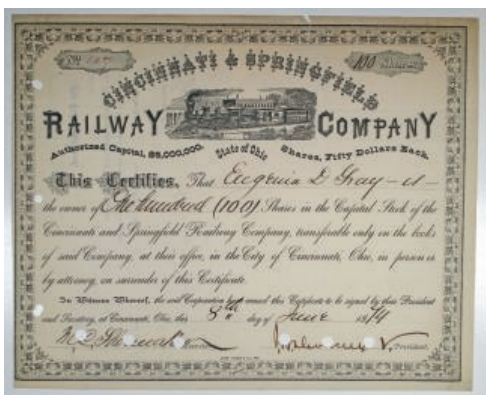 100 Shares
CINCINNATI & SPRINGFIELD
RAILWAY COMPANY
Authorized Capital, $2,000,000. State of Ohio Shares, Fifty Dollars Each.
This Certifies, That Eugenia D. Gray is
the owner of One Hundred (100) Shares in the Capital Stock of the
Cincinnati and Springfield Railway Company, transferable only on the books
of said Company, at their office, in the City of Cincinnati, Ohio, in person or
by attorney, on surrender of this Certificate.
In Witness Whereof, the said Corporation have caused this Certificate to be signed by their President
and Secretary, at Cincinnati, Ohio, this 8th day of June 1874
President.